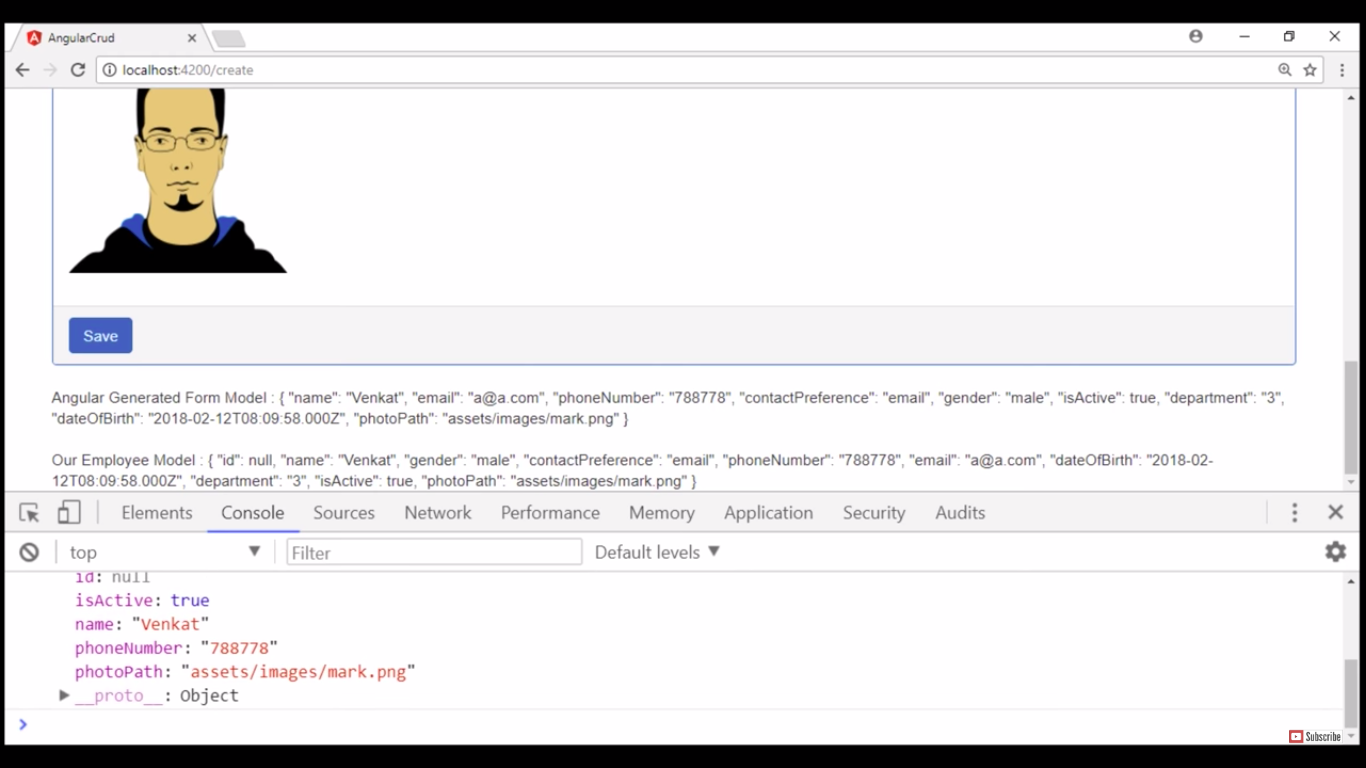 AngularCrud
localhost:4200/create
Save
Angular Generated Form Model : { "name": "Venkat", "email": "a@a.com", "phoneNumber": "788778", "contactPreference": "email", "gender": "male", "isActive": true, "department": "3",
"dateOfBirth": "2018-02-12T08:09:58.000Z", "photoPath": "assets/images/mark.png" }
Our Employee Model : { "id": null, "name": "Venkat", "gender": "male", "contactPreference": "email", "phoneNumber": "788778", "email": "a@a.com", "dateOfBirth": "2018-02-
12T08:09:58.000Z", "department": "3", "isActive": true, "photoPath": "assets/images/mark.png" }
Elements Console Sources Network Performance Memory Application Security Audits
top Filter Default levels
id: null
isActive: true
name: "Venkat"
phoneNumber: "788778"
photoPath: "assets/images/mark.png"
__proto__: Object
Subscribe